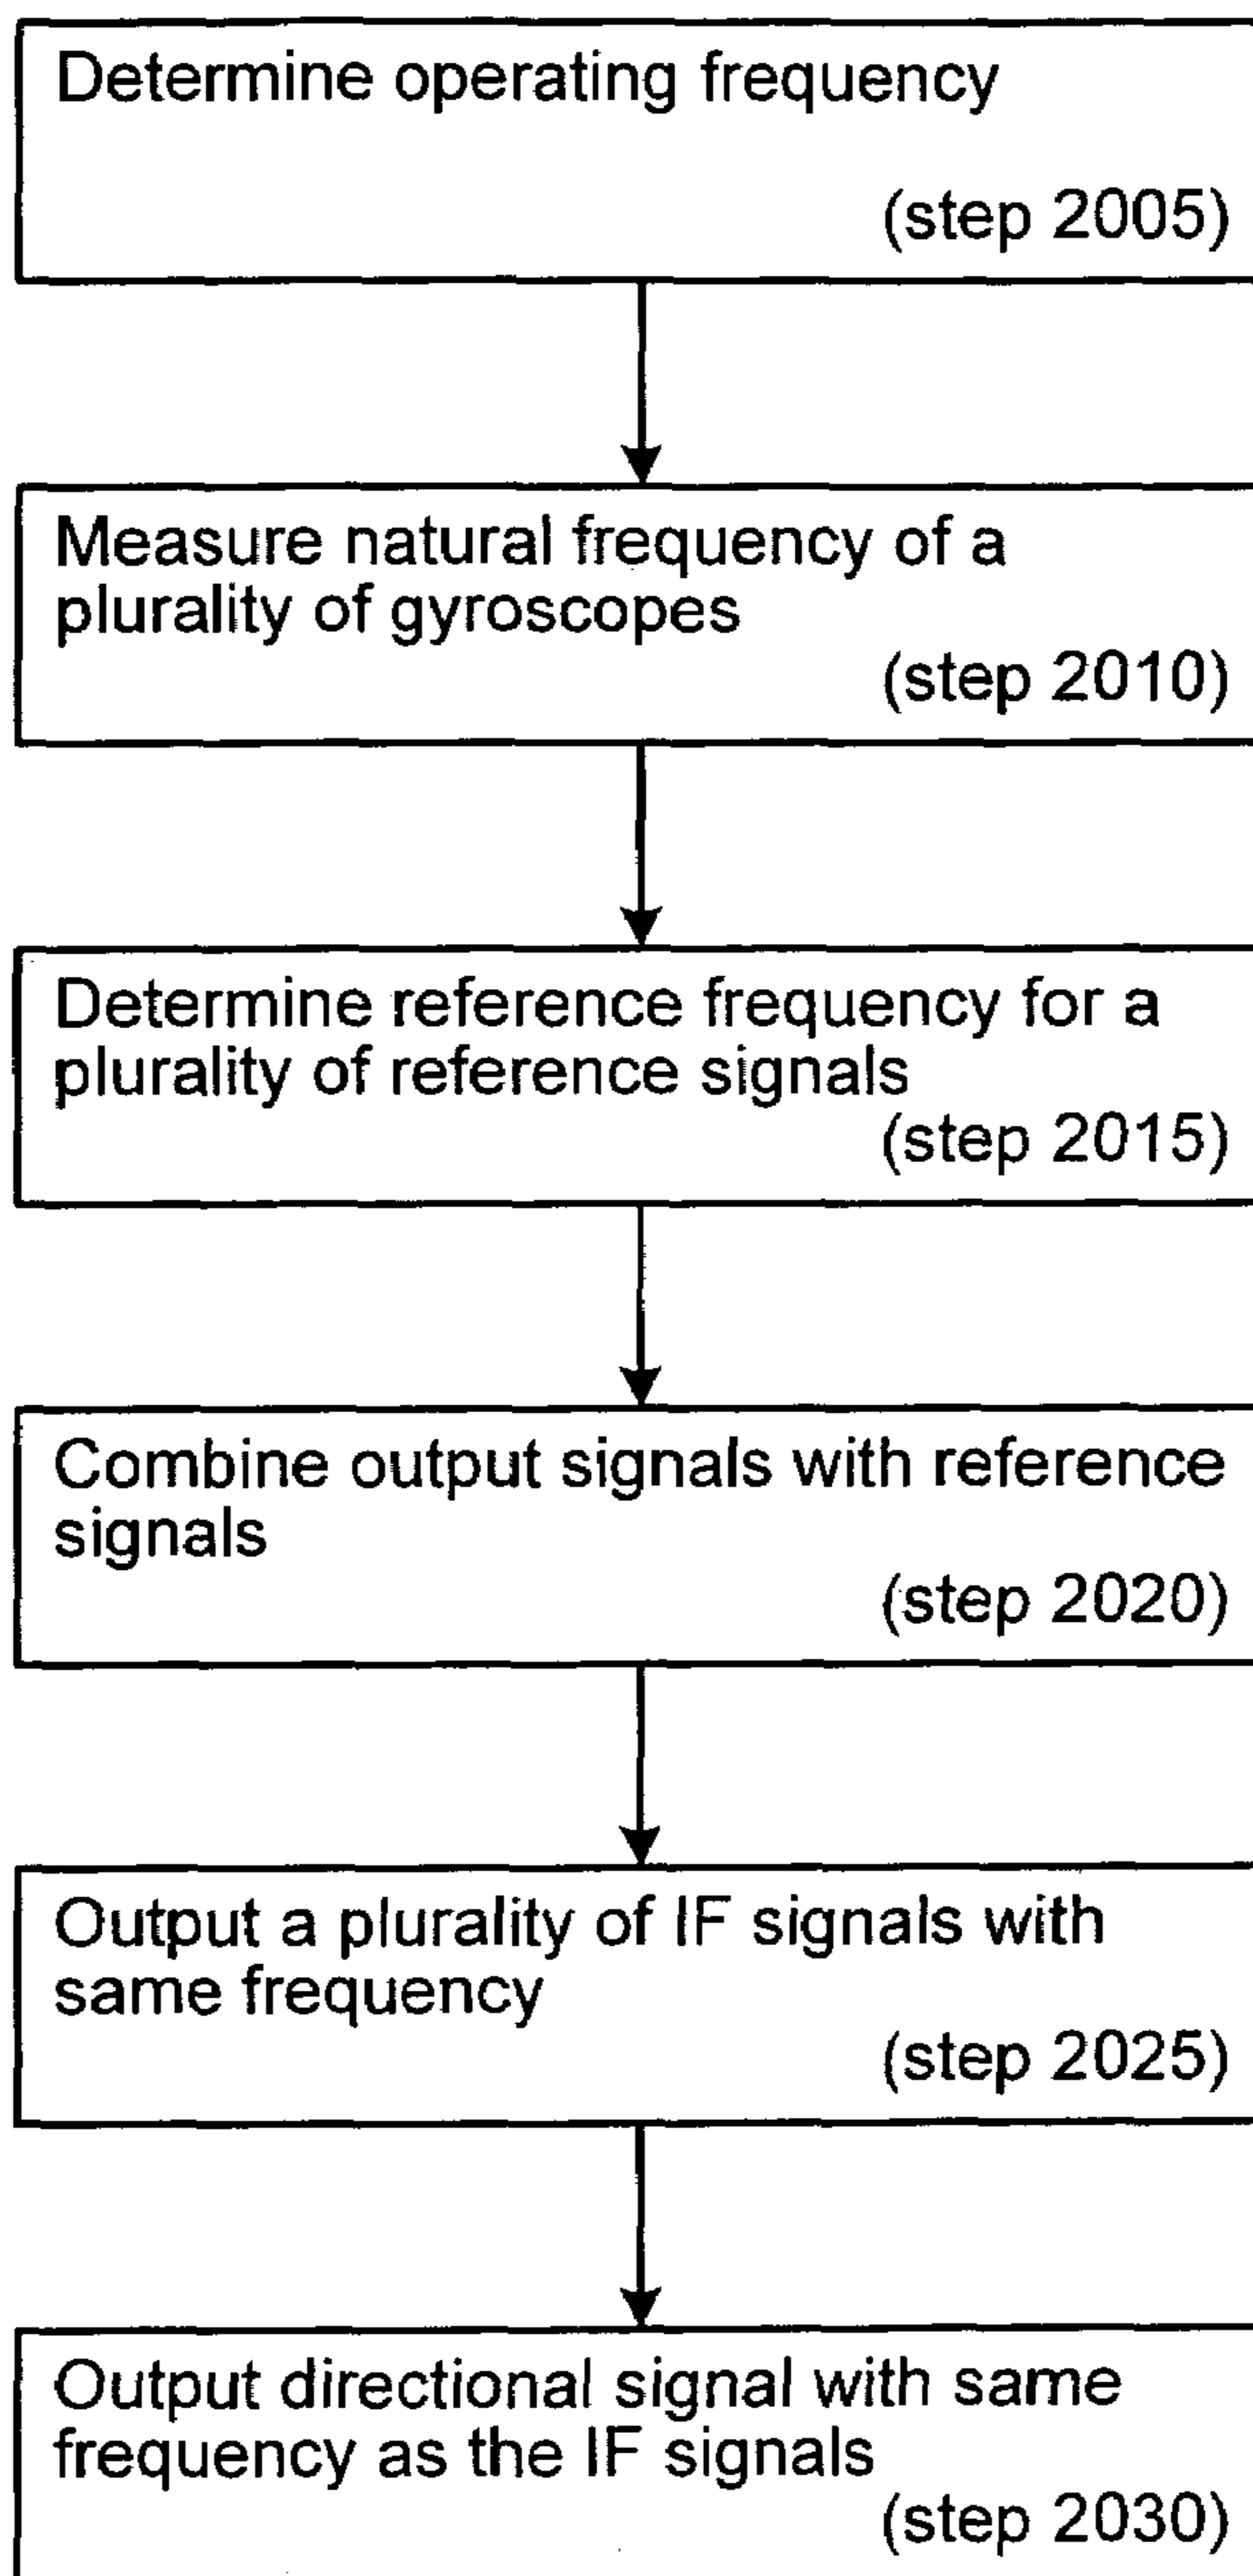 Determine operating frequency
(step 2005)
Measure natural frequency of a
plurality of gyroscopes
(step 2010)
Determine reference frequency for a
plurality of reference signals
(step 2015)
Combine output signals with reference
signals
(step 2020)
Output a plurality of IF signals with
same frequency
(step 2025)
Output directional signal with same
frequency as the IF signals
(step 2030)